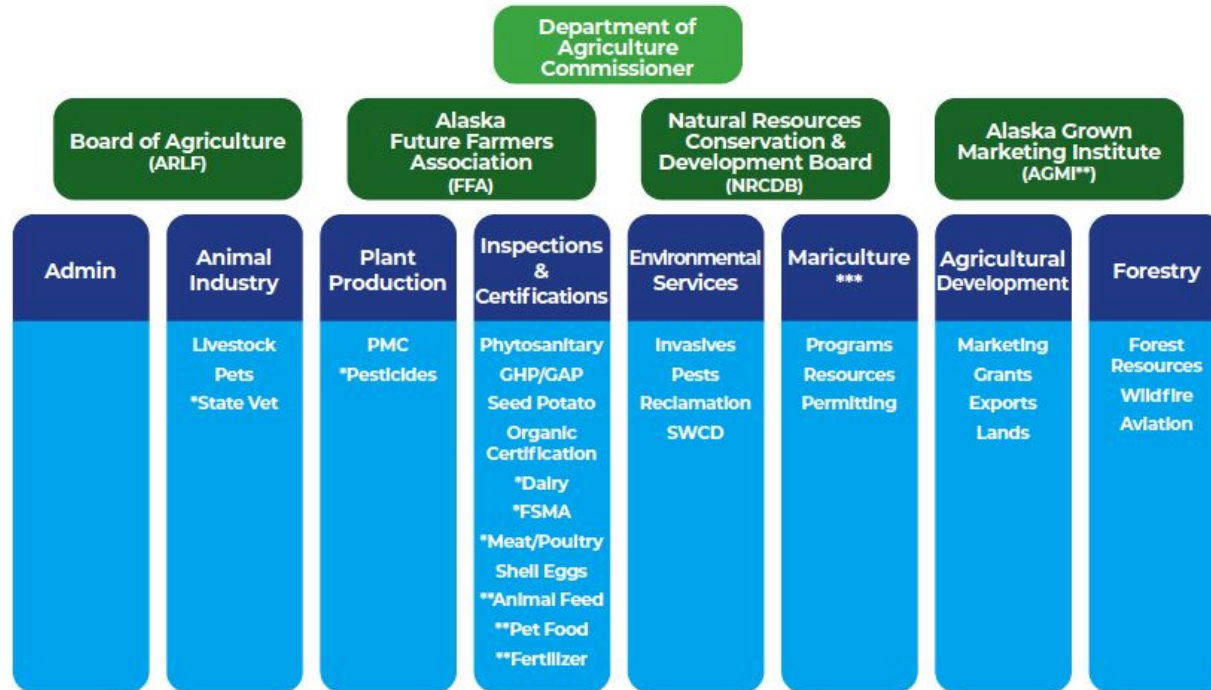 Department of
Agriculture
Commissioner
Board of Agriculture
(ARLF)
Alaska
Future Farmers
Association
(FFA)
Natural Resources
Conservation &
Development Board
(NRCDB)
Alaska Grown
Marketing Institute
(AGMI**)
Admin
Animal
Industry
Livestock
Pets
*State Vet
Plant
Production
PMC
*Pesticides
Inspections
&
Certifications
Phytosanitary
GHP/GAP
Seed Potato
Organic
Certification
*Dairy
*FSMA
*Meat/Poultry
Shell Eggs
**Animal Feed
**Pet Food
**Fertilizer
Environmental
Services
Invasives
Pests
Reclamation
SWCD
Mariculture
***
Programs
Resources
Permitting
Agricultural
Development
Marketing
Grants
Exports
Lands
Forestry
Forest
Resources
Wildfire
Aviation